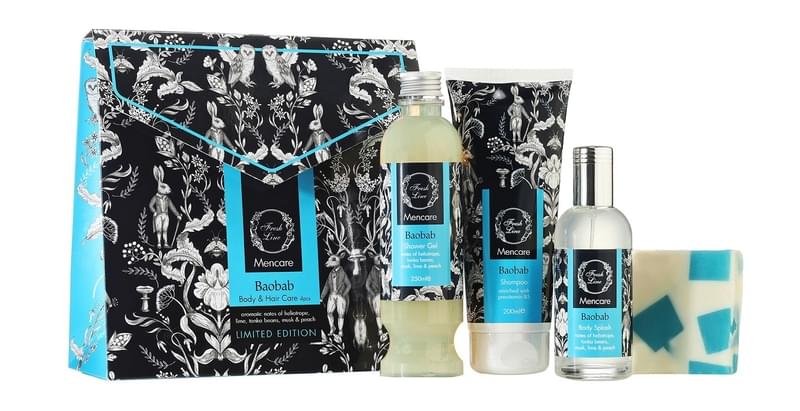 Fresh
Line
Mencare
Baobab
Body & Hair Care 4pcs
aromatic notes of heliotrope,
lime, tonka beans, musk & peach
LIMITED EDITION
Fresh
Line
Mencare
Baobab
Shower Gel
notes of heliotrope,
tonka beans,
musk, lime & peach
250ml℮
Fresh
Line
Mencare
Baobab
Shampoo
enriched with
provitamin B5
200ml℮
Fresh
Line
Mencare
Baobab
Body Splash
notes of heliotrope,
tonka beans,
musk, lime & peach